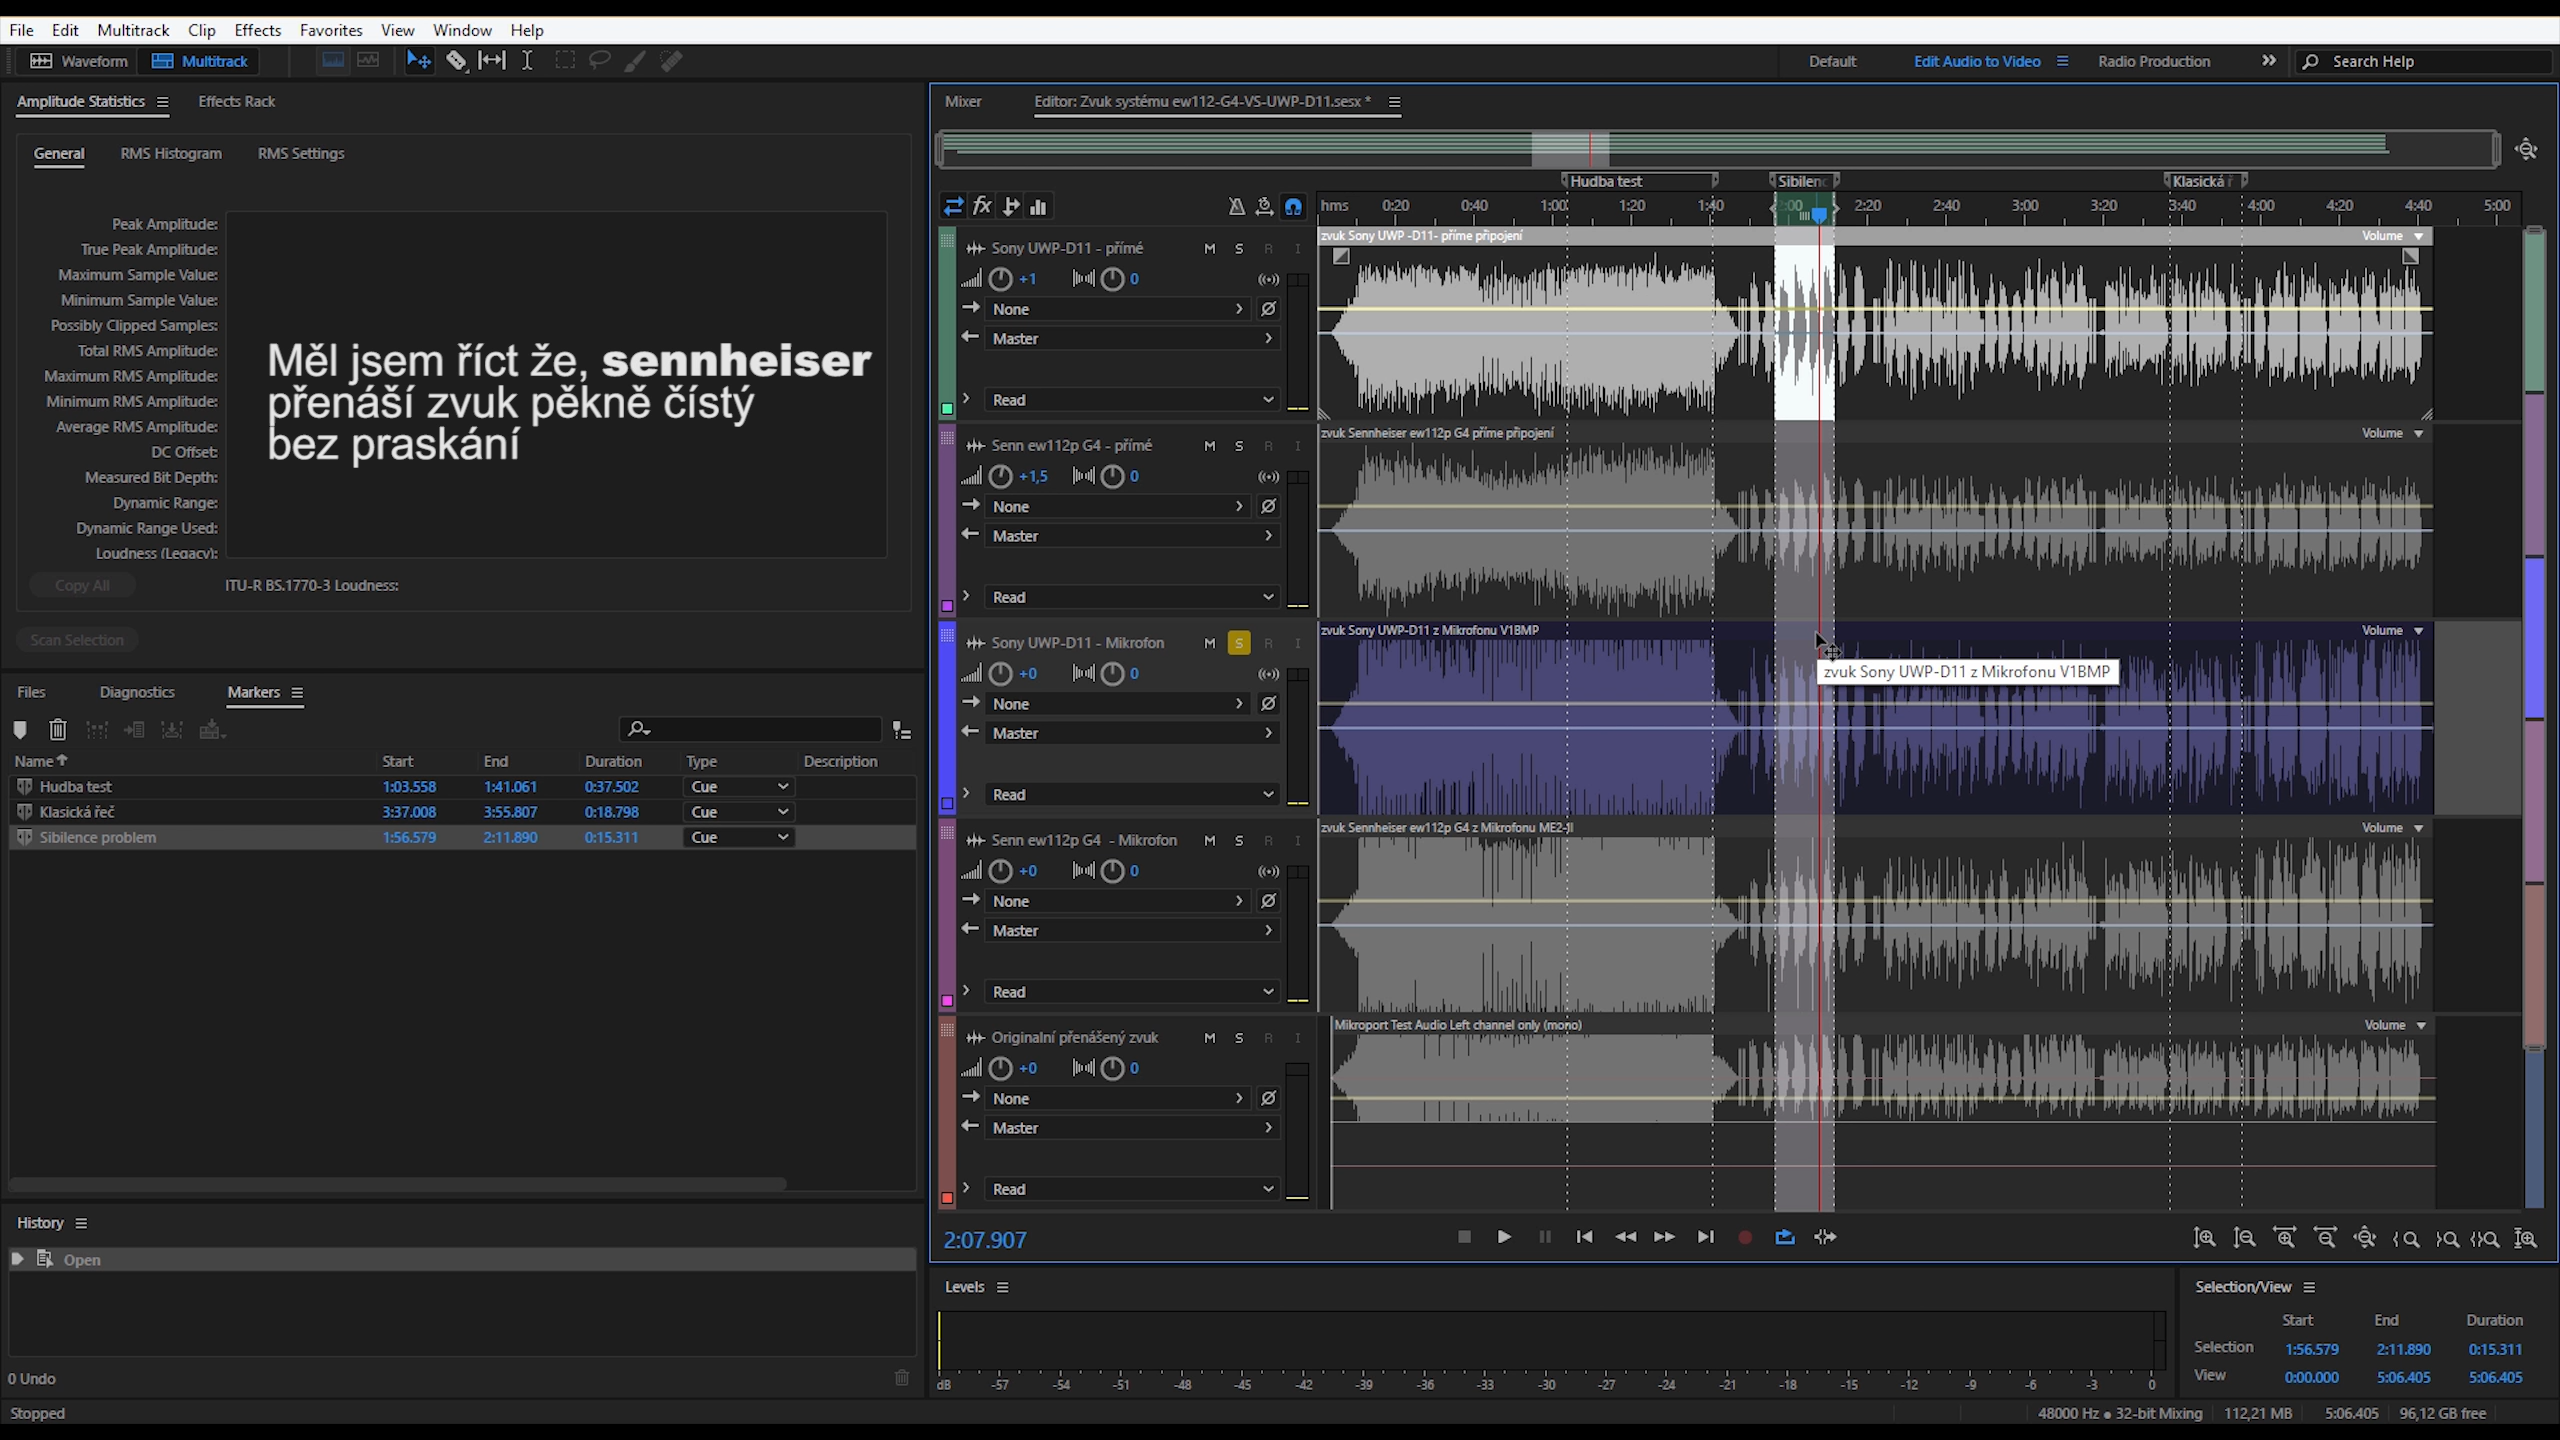 File Edit Multitrack Clip Effects Favorites View Window Help
Waveform Multitrack Default Edit Audio to Video Radio Production Search Help
Amplitude Statistics Effects Rack
General RMS Histogram RMS Settings
Peak Amplitude:
True Peak Amplitude:
Maximum Sample Value:
Minimum Sample Value:
Possibly Clipped Samples:
Total RMS Amplitude:
Maximum RMS Amplitude:
Minimum RMS Amplitude:
Average RMS Amplitude:
DC Offset:
Measured Bit Depth:
Dynamic Range:
Dynamic Range Used:
Loudness (Legacy):
Měl jsem říct že, sennheiser
přenáší zvuk pěkně čístý
bez praskání
Copy All ITU-R BS.1770-3 Loudness:
Scan Selection
Files Diagnostics Markers
Name Start End Duration Type Description
Hudba test 1:03.558 1:41.061 0:37.502 Cue
Klasická řeč 3:37.008 3:55.807 0:18.798 Cue
Sibilence problem 1:56.579 2:11.890 0:15.311 Cue
History
Open
0 Undo
Stopped
Mixer Editor: Zvuk systému ew112-G4-VS-UWP-D11.sesx *
Hudba test Sibilenc Klasická ř
fx hms 0:20 0:40 1:00 1:20 1:40 2:00 2:20 2:40 3:00 3:20 3:40 4:00 4:20 4:40 5:00
zvuk Sony UWP -D11- příme připojení Volume
Sony UWP-D11 - přímé M S R I
+1 0
None
Master
Read
zvuk Sennheiser ew112p G4 příme připojení Volume
Senn ew112p G4 - přímé M S R I
+1,5 0
None
Master
Read
zvuk Sony UWP-D11 z Mikrofonu V1BMP Volume
Sony UWP-D11 - Mikrofon M S R I
zvuk Sony UWP-D11 z Mikrofonu V1BMP
+0 0
None
Master
Read
zvuk Sennheiser ew112p G4 z Mikrofonu ME2-II Volume
Senn ew112p G4 - Mikrofon M S R I
+0 0
None
Master
Read
Mikroport Test Audio Left channel only (mono) Volume
Originalní přenášený zvuk M S R I
+0 0
None
Master
Read
2:07.907
Levels
dB -57 -54 -51 -48 -45 -42 -39 -36 -33 -30 -27 -24 -21 -18 -15 -12 -9 -6 -3 0
Selection/View
Start End Duration
Selection 1:56.579 2:11.890 0:15.311
View 0:00.000 5:06.405 5:06.405
48000 Hz ● 32-bit Mixing 112,21 MB 5:06.405 96,12 GB free